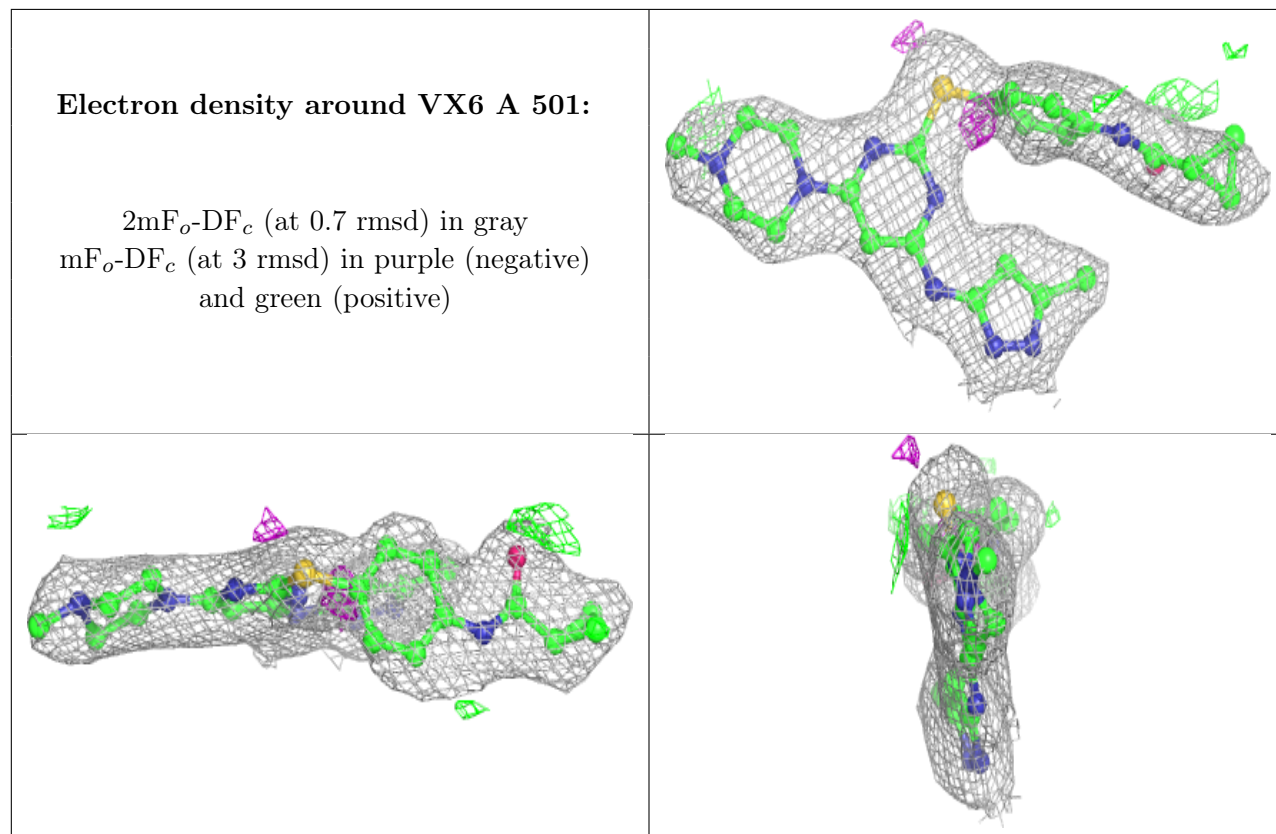 Electron density around VX6 A 501:
2mFo-DFc (at 0.7 rmsd) in gray
mFo-DFc (at 3 rmsd) in purple (negative)
and green (positive)